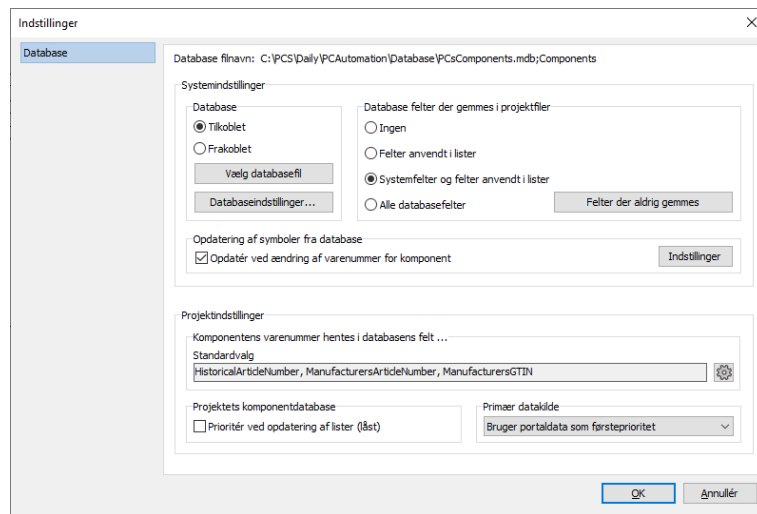 Indstillinger
Database
Database filnavn: C:\PCS\Daily\PCAutomation\Database\PCsComponents.mdb;Components
Systemindstillinger
Database
Tilkoblet
Frakoblet
Vælg databasefil
Databaseindstillinger...
Database felter der gemmes i projektfiler
Ingen
Felter anvendt i lister
Systemfelter og felter anvendt i lister
Alle databasefelter
Felter der aldrig gemmes
Opdatering af symboler fra database
Opdatér ved ændring af varenummer for komponent
Indstillinger
Projektindstillinger
Komponentens varenummer hentes i databasens felt ...
Standardvalg
HistoricalArticleNumber, ManufacturersArticleNumber, ManufacturersGTIN
Projektets komponentdatabase
Prioritér ved opdatering af lister (låst)
Primær datakilde
Bruger portaldata som førsteprioritet
OK
Annullér